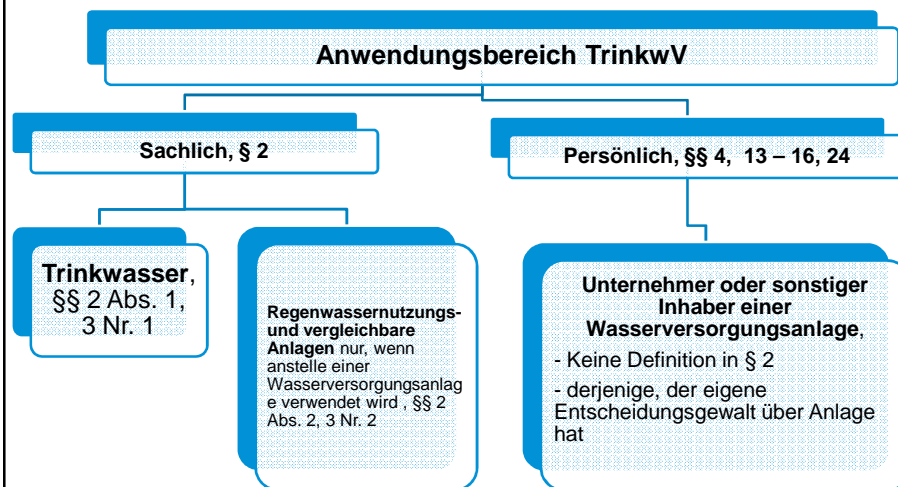 Anwendungsbereich TrinkwV
Sachlich, § 2
Persönlich, §§ 4, 13 – 16, 24
Trinkwasser,
§§ 2 Abs. 1,
3 Nr. 1
Regenwassernutzungs-
und vergleichbare
Anlagen nur, wenn
anstelle einer
Wasserversorgungsanlag
e verwendet wird , §§ 2
Abs. 2, 3 Nr. 2
Unternehmer oder sonstiger
Inhaber einer
Wasserversorgungsanlage,
- Keine Definition in § 2
- derjenige, der eigene
Entscheidungsgewalt über Anlage
hat